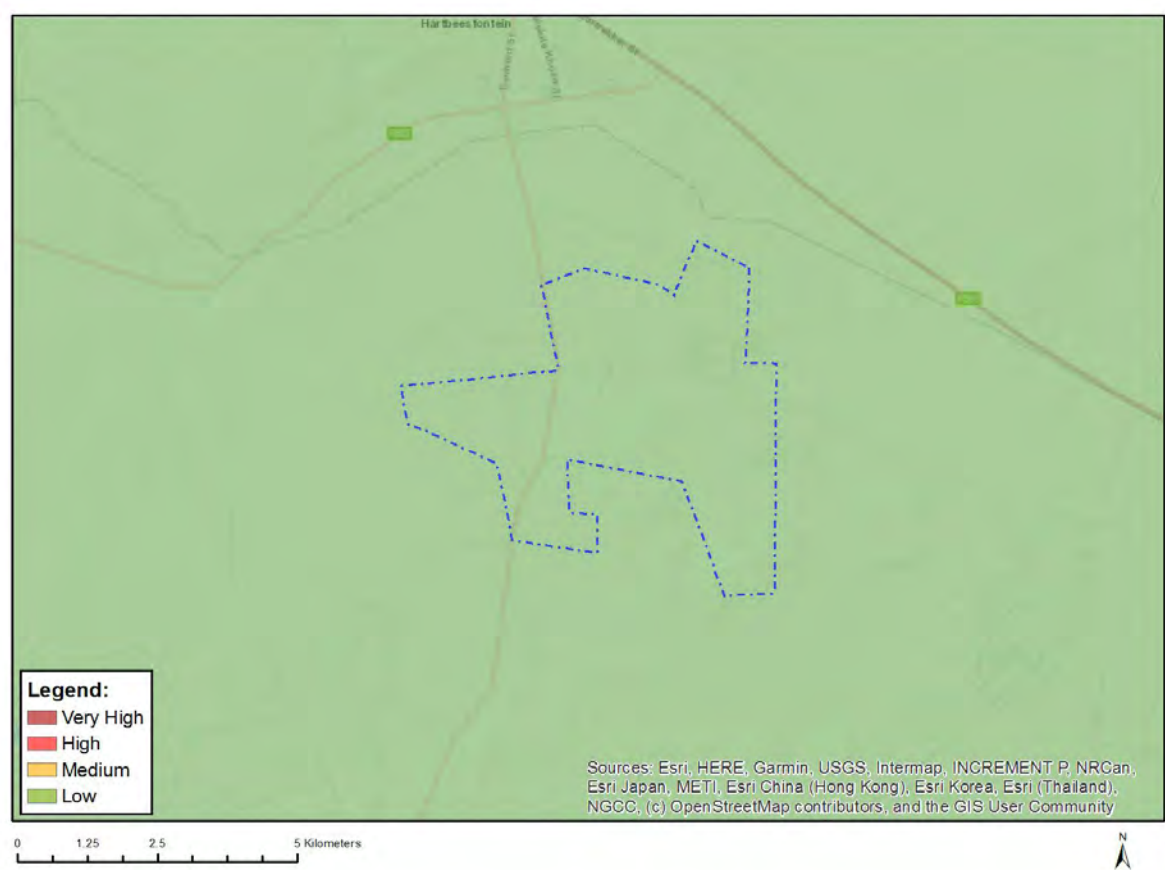 Hartbeesfontein
Legend:
Very High
High
Medium
Low
Sources: Esri, HERE, Garmin, USGS, Intermap, INCREMENT P, NRCan,
Esri Japan, METI, Esri China (Hong Kong), Esri Korea, Esri (Thailand),
NGCC, (c) OpenStreetMap contributors, and the GIS User Community
0 1.25 2.5 5 Kilometers
N